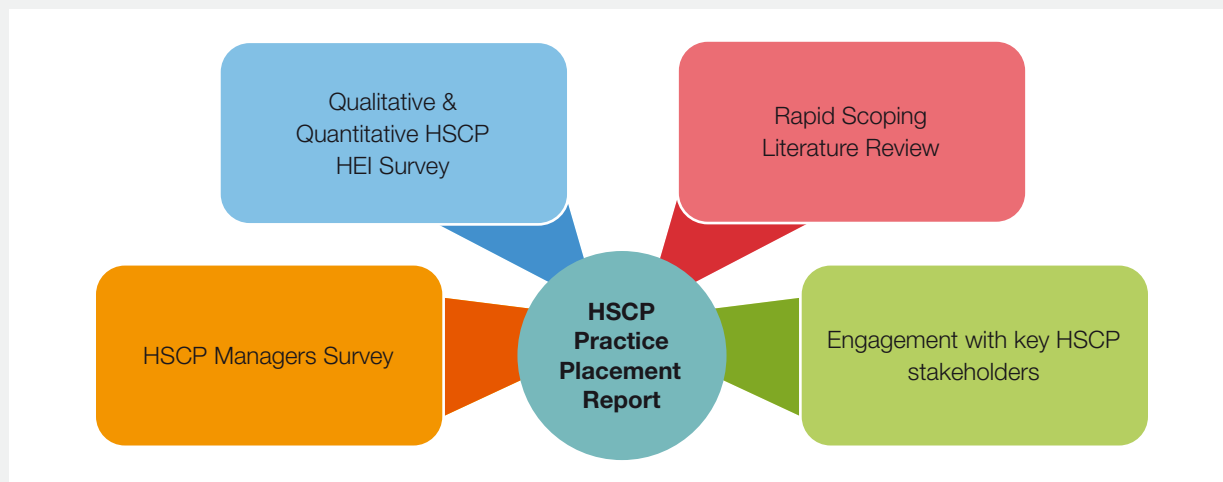 Qualitative &
Quantitative HSCP
HEI Survey
Rapid Scoping
Literature Review
HSCP Managers Survey
HSCP
Practice
Placement
Report
Engagement with key HSCP
stakeholders